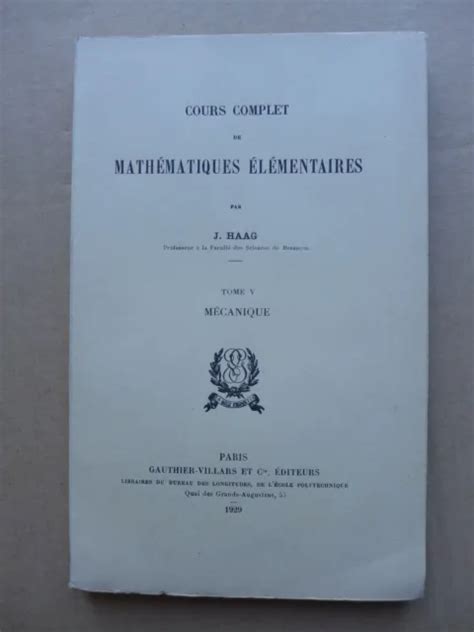 COURS COMPLET
DE
MATHÉMATIQUES ÉLÉMENTAIRES
PAR
J. HAAG
Professeur à la Faculté des Sciences de Besançon
TOME V
MÉCANIQUE
PARIS
GAUTHIER-VILLARS ET Cie, ÉDITEURS
LIBRAIRES DU BUREAU DES LONGITUDES, DE L'ÉCOLE POLYTECHNIQUE
Quai des Grands-Augustins, 55
1929